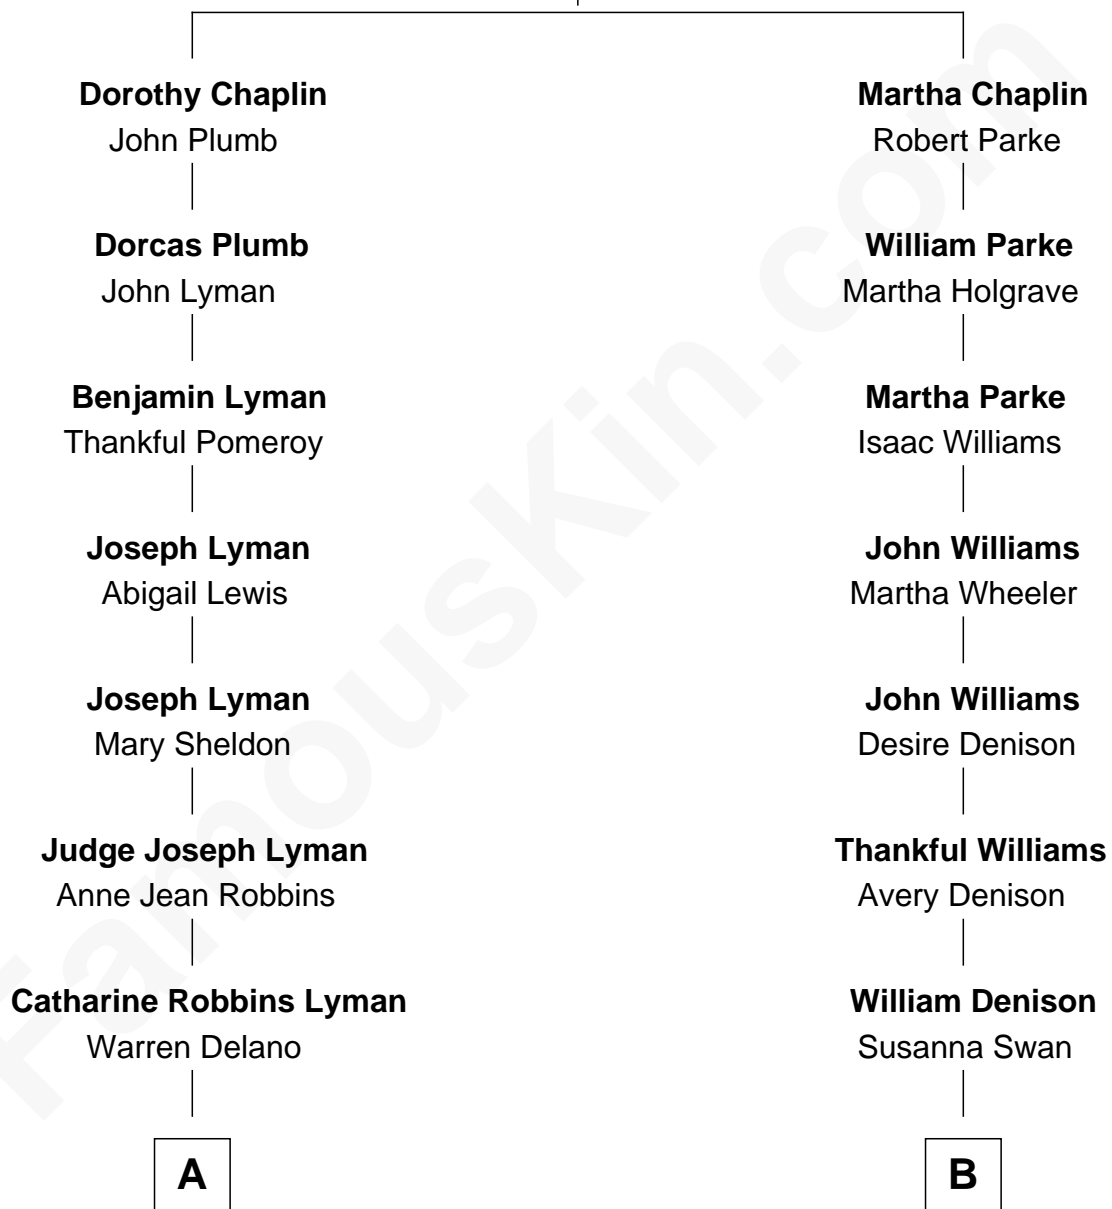 Dorothy Chaplin
John Plumb
Martha Chaplin
Robert Parke
Dorcas Plumb
John Lyman
William Parke
Martha Holgrave
Benjamin Lyman
Thankful Pomeroy
Martha Parke
Isaac Williams
Joseph Lyman
Abigail Lewis
John Williams
Martha Wheeler
Joseph Lyman
Mary Sheldon
John Williams
Desire Denison
Judge Joseph Lyman
Anne Jean Robbins
Thankful Williams
Avery Denison
Catharine Robbins Lyman
Warren Delano
William Denison
Susanna Swan
A
B
FamousKin.com